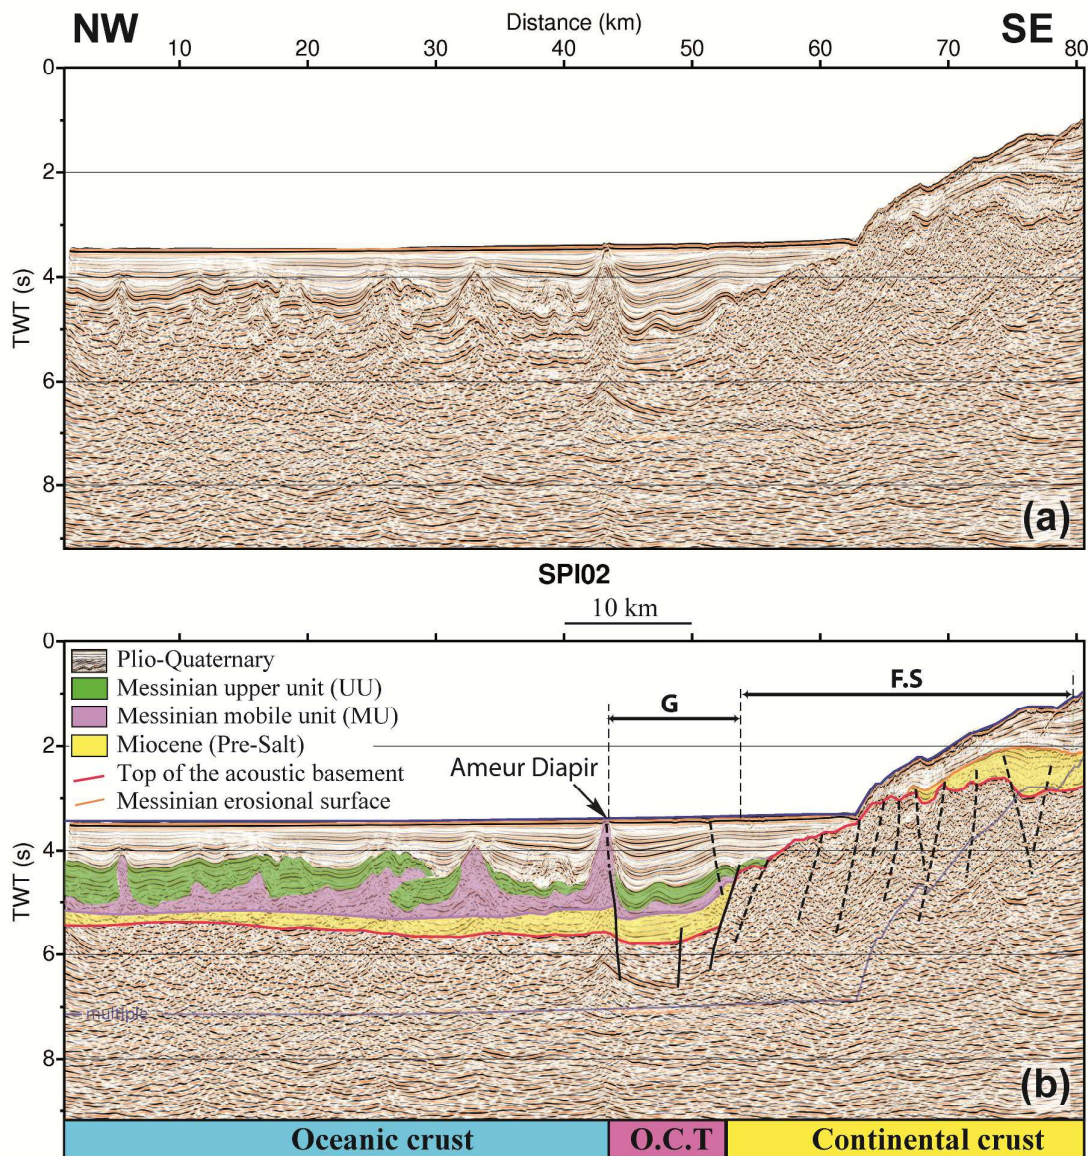 NW
Distance (km)
SE
10 20 30 40 50 60 70 80
0
2
4
6
8
TWT (s)
(a)
SPI02
10 km
0
2
4
6
8
TWT (s)
Plio-Quaternary
Messinian upper unit (UU)
Messinian mobile unit (MU)
Miocene (Pre-Salt)
Top of the acoustic basement
Messinian erosional surface
F.S
G
Ameur Diapir
multiple
(b)
Oceanic crust
O.C.T
Continental crust